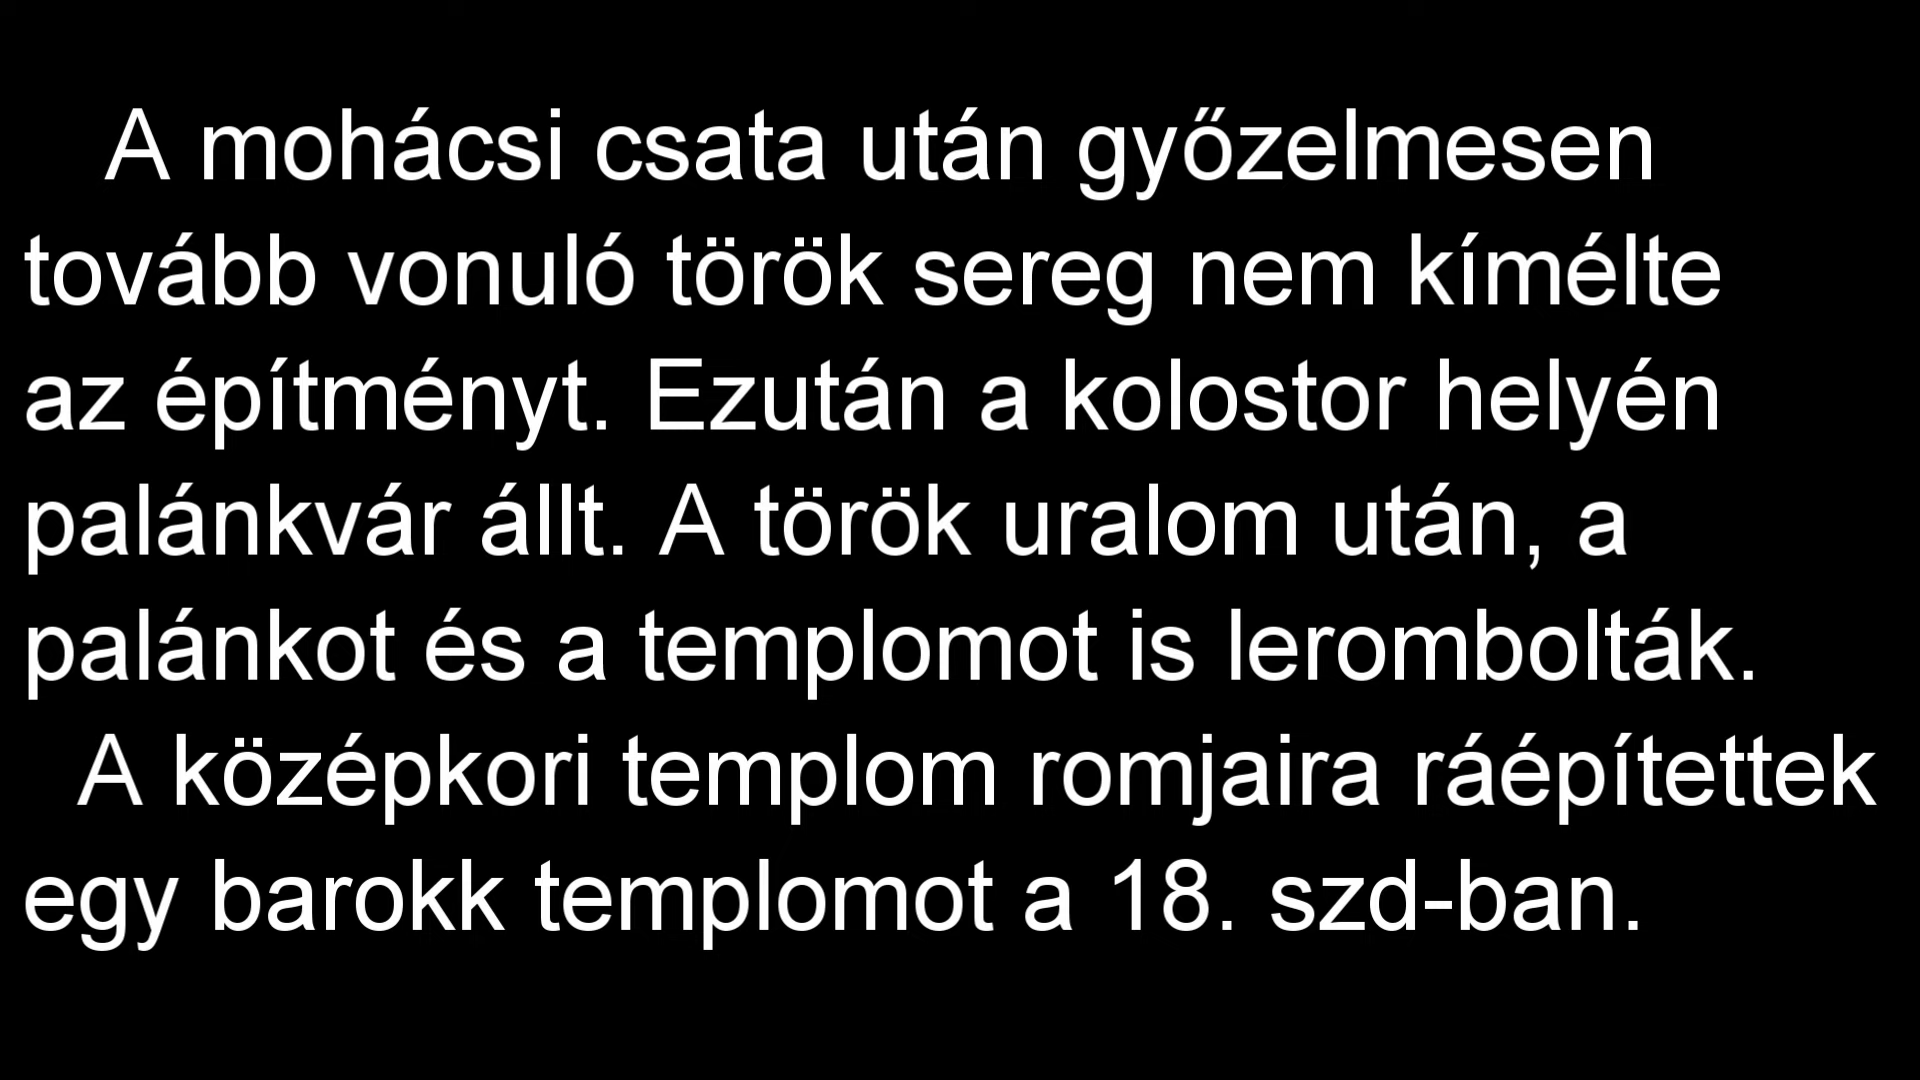 A mohácsi csata után győzelmesen
tovább vonuló török sereg nem kímélte
az építményt. Ezután a kolostor helyén
palánkvár állt. A török uralom után, a
palánkot és a templomot is lerombolták.
A középkori templom romjaira ráépítettek
egy barokk templomot a 18. szd-ban.